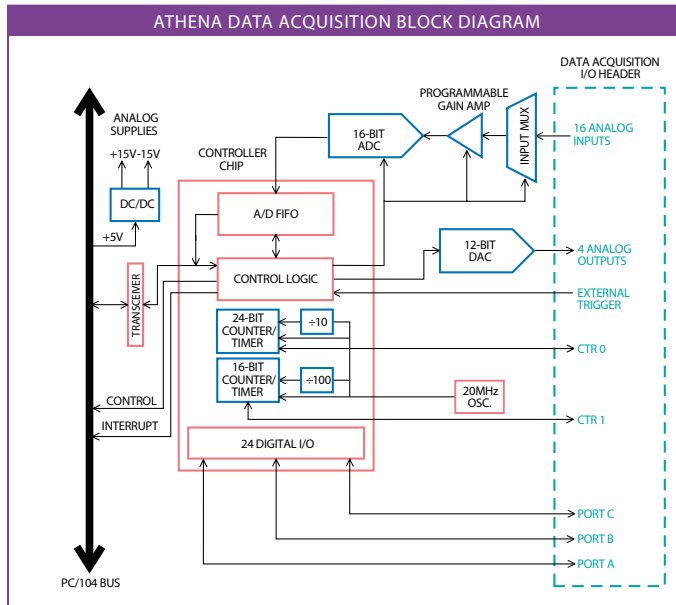 ATHENA DATA ACQUISITION BLOCK DIAGRAM
DATA ACQUISITION
I/O HEADER
PROGRAMMABLE
GAIN AMP
ANALOG
SUPPLIES
+15V -15V
DC/DC
+5V
CONTROLLER
CHIP
16-BIT
ADC
INPUT MUX
16 ANALOG
INPUTS
A/D FIFO
12-BIT
DAC
4 ANALOG
OUTPUTS
TRANSCEIVER
CONTROL LOGIC
EXTERNAL
TRIGGER
24-BIT
COUNTER/
TIMER
÷10
CTR 0
16-BIT
COUNTER/
TIMER
÷100
20MHz
OSC.
CONTROL
CTR 1
INTERRUPT
24 DIGITAL I/O
PORT C
PORT B
PORT A
PC/104 BUS